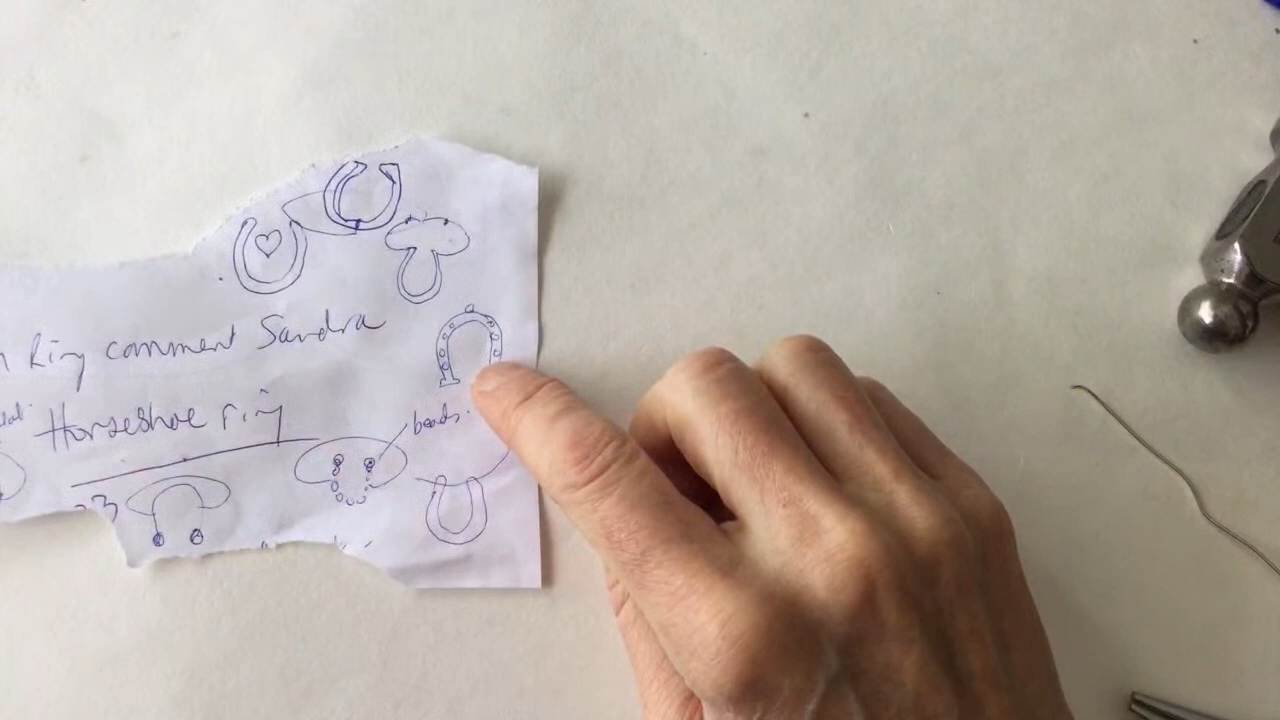 Ring comment Sandra
Horseshoe ring
beads.